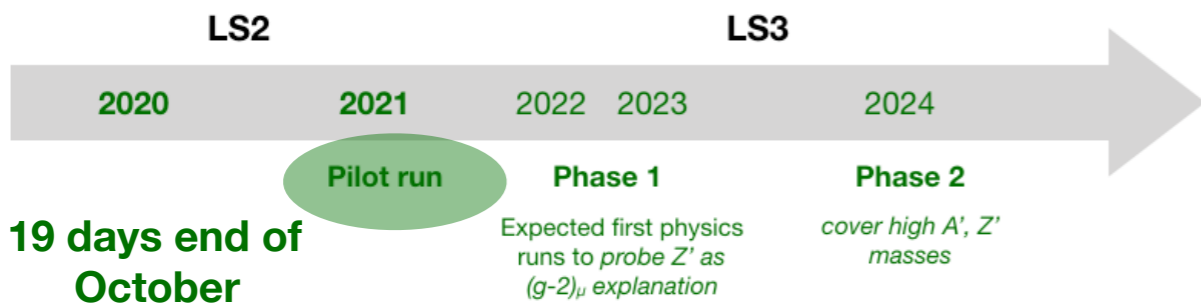 LS2 LS3
2020 2021 2022 2023 2024
Pilot run Phase 1 Phase 2
19 days end of
October
Expected first physics
runs to probe Z’ as
(g-2)μ explanation
cover high A’, Z’
masses